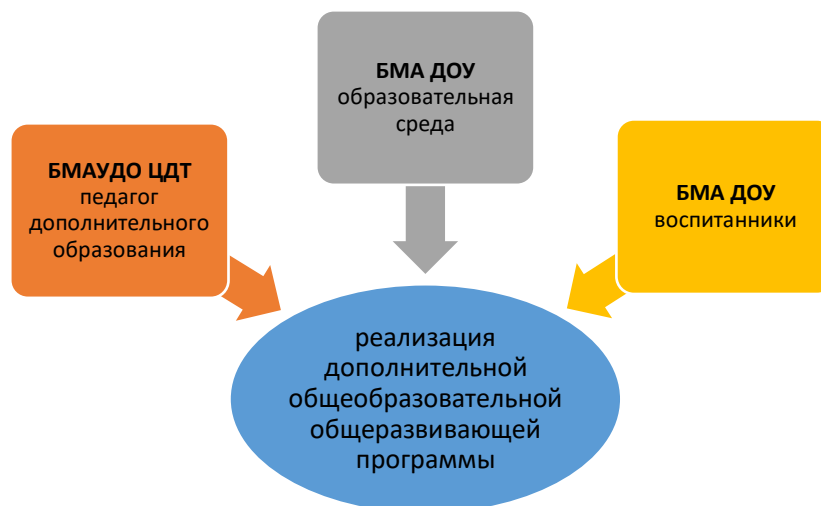 БМА ДОУ
образовательная
среда
БМАУДО ЦДТ
педагог
дополнительного
образования
БМА ДОУ
воспитанники
реализация
дополнительной
общеобразовательной
общеразвивающей
программы